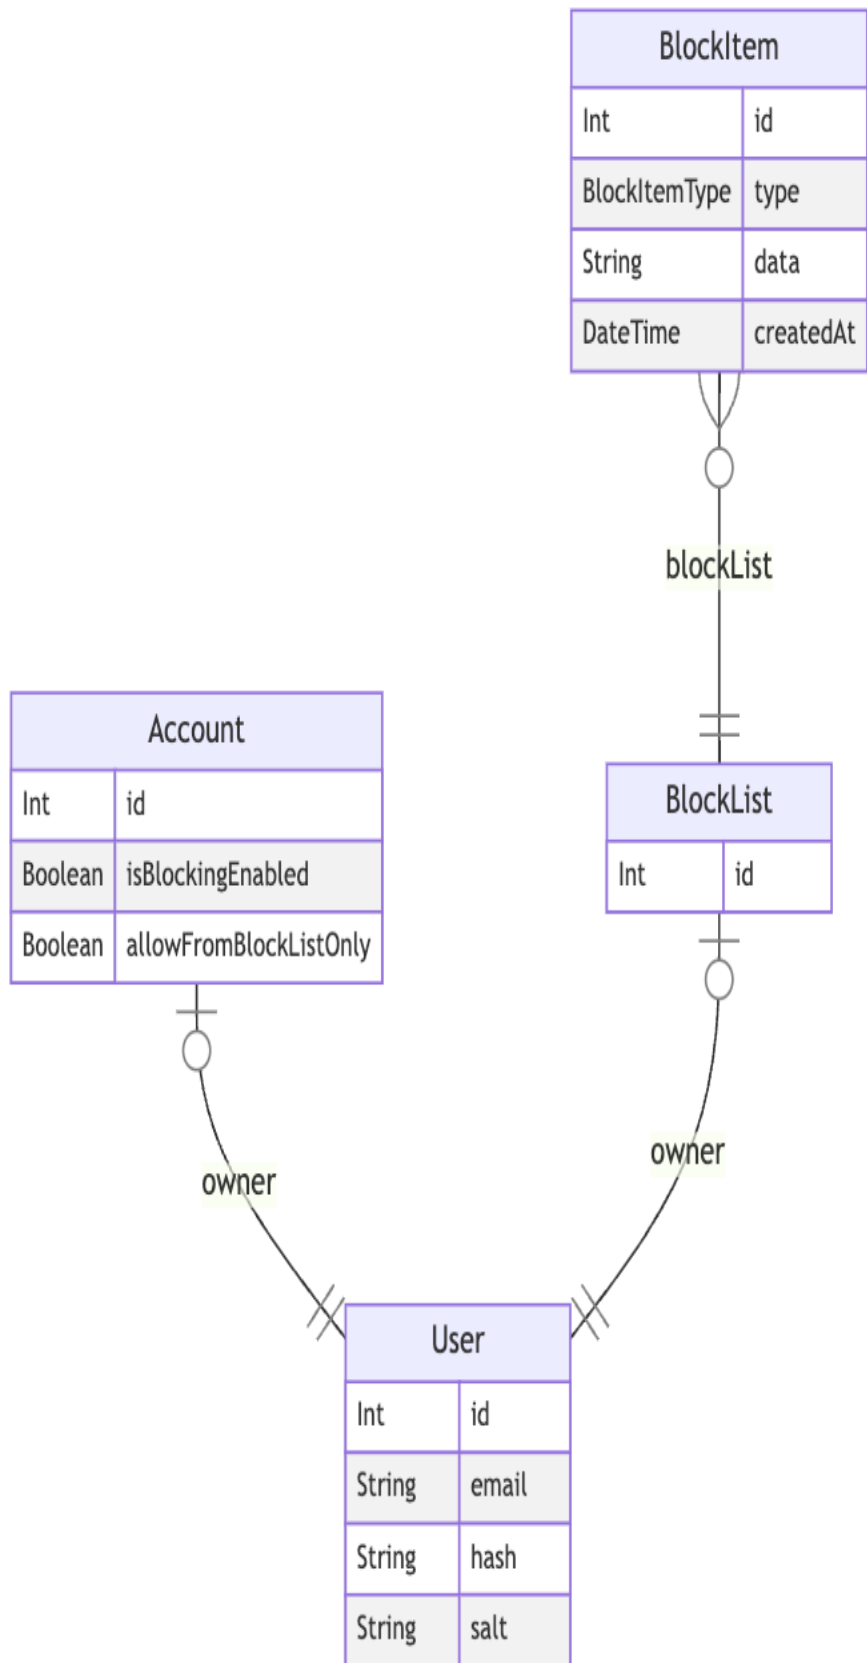 BlockItem
Int id
BlockItemType type
String data
DateTime createdAt
blockList
Account
Int id
Boolean isBlockingEnabled
Boolean allowFromBlockListOnly
BlockList
Int id
owner
owner
User
Int id
String email
String hash
String salt